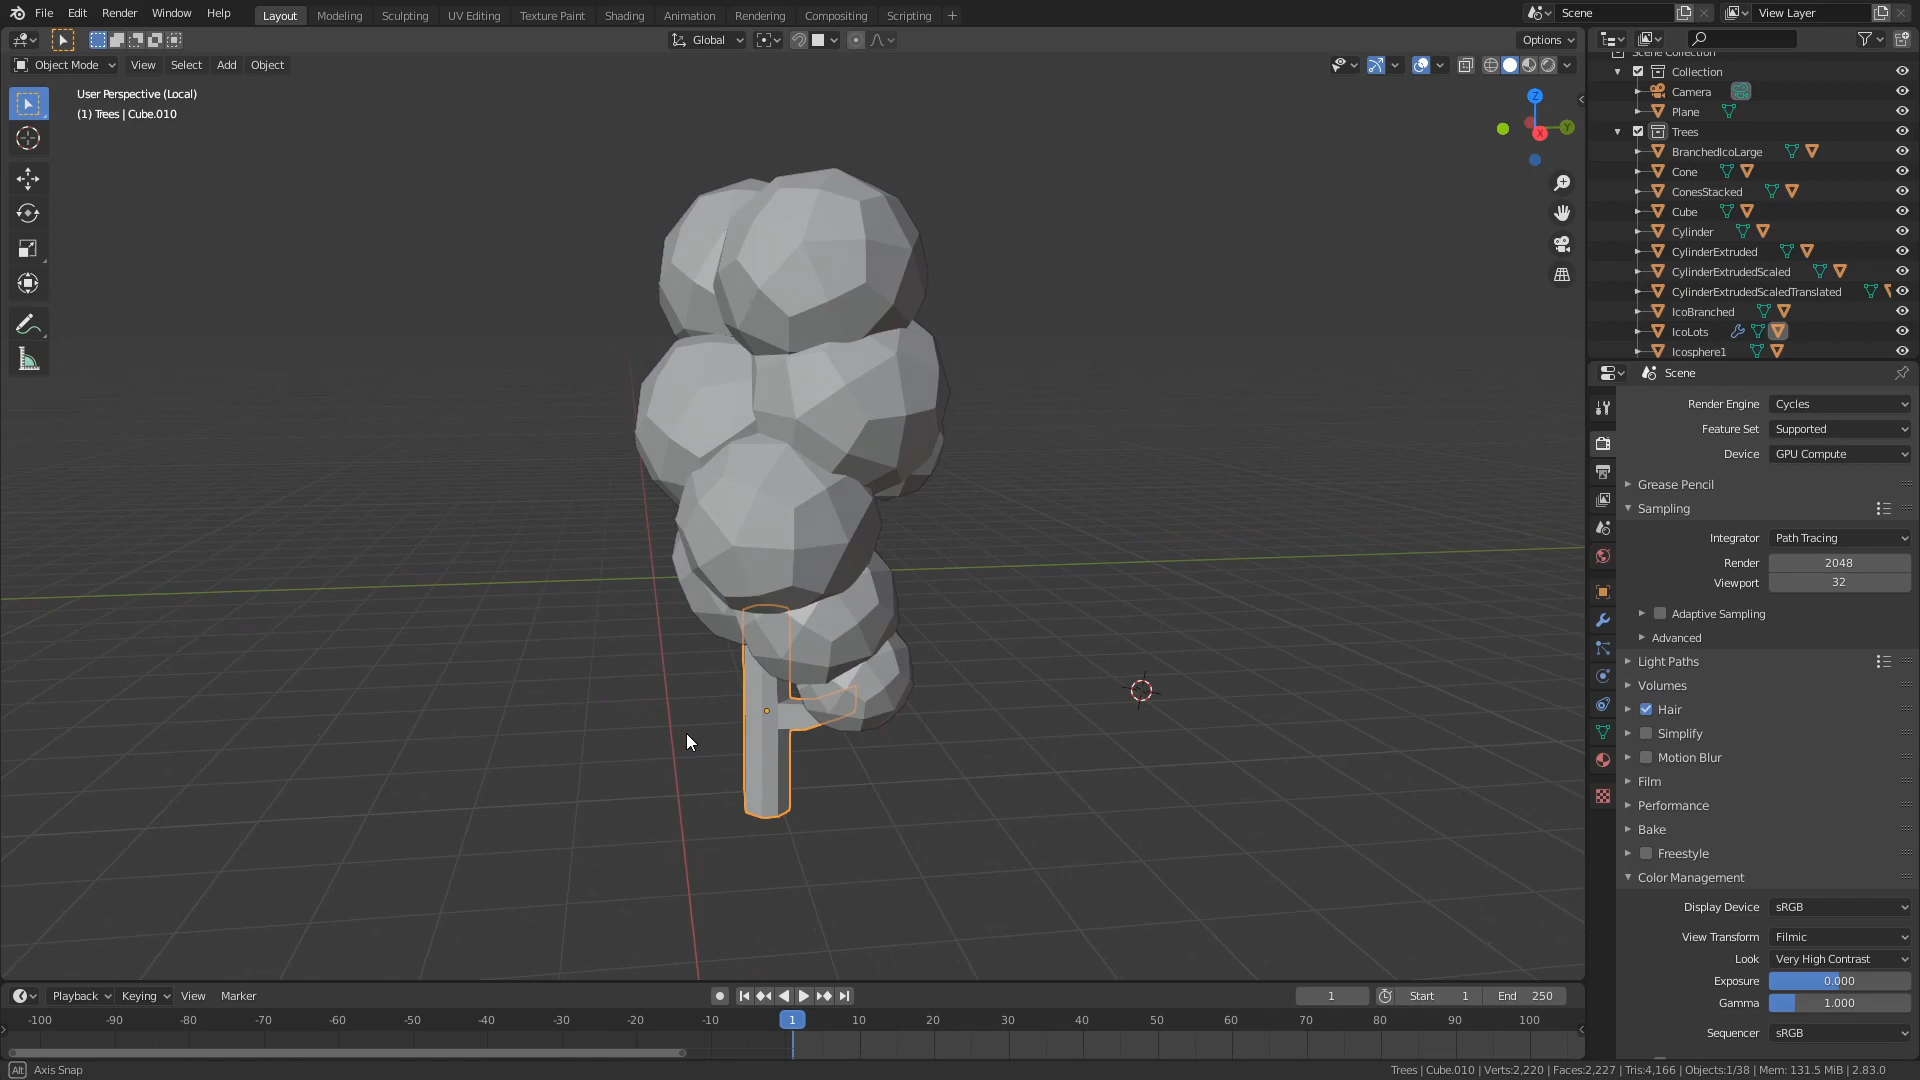 File Edit Render Window Help Layout Modeling Sculpting UV Editing Texture Paint Shading Animation Rendering Compositing Scripting + Scene View Layer
Global Options
Object Mode View Select Add Object
User Perspective (Local)
(1) Trees | Cube.010
Z
Y
X
Scene Collection
Collection
Camera
Plane
Trees
BranchedIcoLarge
Cone
ConesStacked
Cube
Cylinder
CylinderExtruded
CylinderExtrudedScaled
CylinderExtrudedScaledTranslated
IcoBranched
IcoLots
Icosphere1
Scene
Render Engine Cycles
Feature Set Supported
Device GPU Compute
Grease Pencil
Sampling
Integrator Path Tracing
Render 2048
Viewport 32
Adaptive Sampling
Advanced
Light Paths
Volumes
Hair
Simplify
Motion Blur
Film
Performance
Bake
Freestyle
Color Management
Display Device sRGB
View Transform Filmic
Look Very High Contrast
Exposure 0.000
Gamma 1.000
Sequencer sRGB
Playback Keying View Marker 1 Start 1 End 250
-100 -90 -80 -70 -60 -50 -40 -30 -20 -10 1 10 20 30 40 50 60 70 80 90 100
Alt Axis Snap
Trees | Cube.010 | Verts:2,220 | Faces:2,227 | Tris:4,166 | Objects:1/38 | Mem: 131.5 MiB | 2.83.0